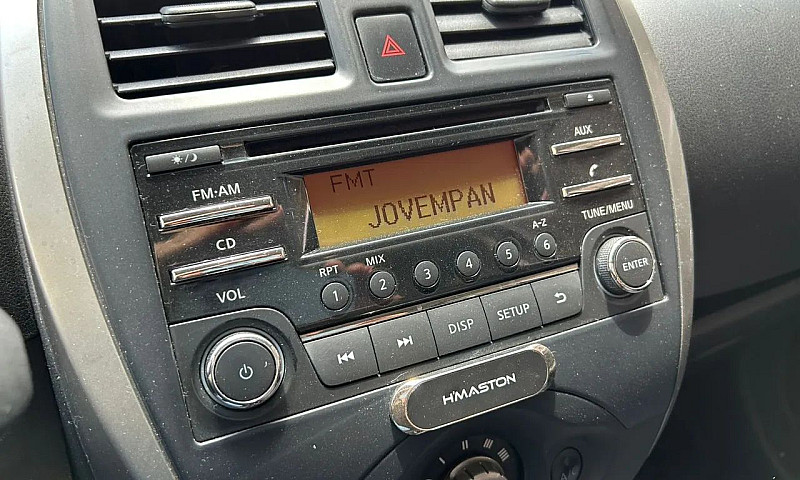 FMT
JOVEMPAN
FM·AM
CD
VOL
AUX
TUNE/MENU
ENTER
RPT
MIX
A-Z
1
2
3
4
5
6
DISP
SETUP
H'MASTON